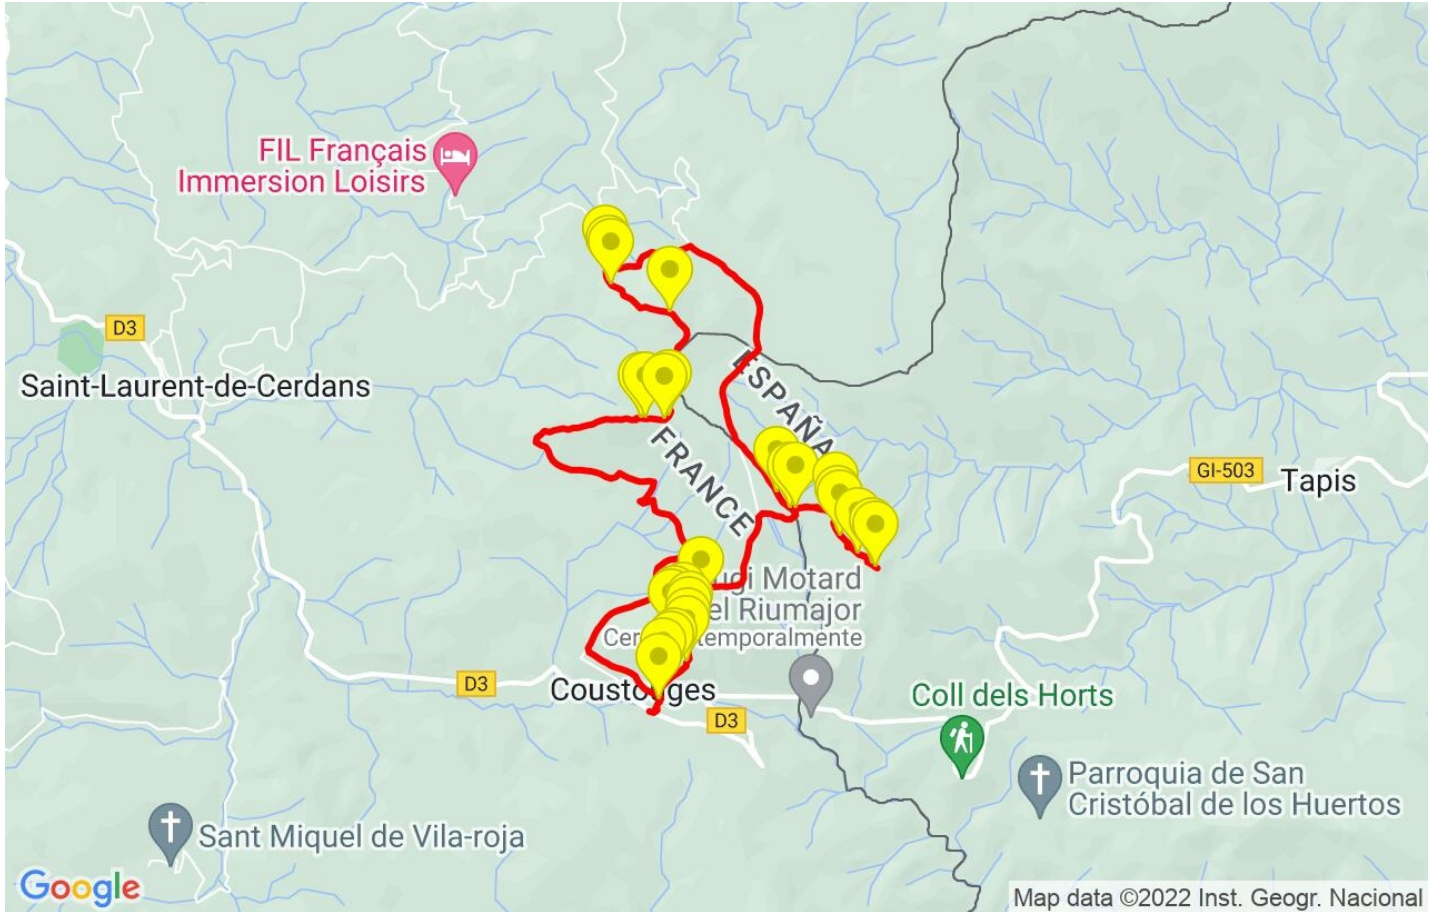 FIL Français
Immersion Loisirs
D3
Saint-Laurent-de-Cerdans
ESPAÑA
FRANCE
GI-503
Tapis
Motard
el Riumajor
temporalmente
D3
Coustouges
D3
Coll dels Horts
Parroquia de San
Cristóbal de los Huertos
Sant Miquel de Vila-roja
Google
Map data ©2022 Inst. Geogr. Nacional